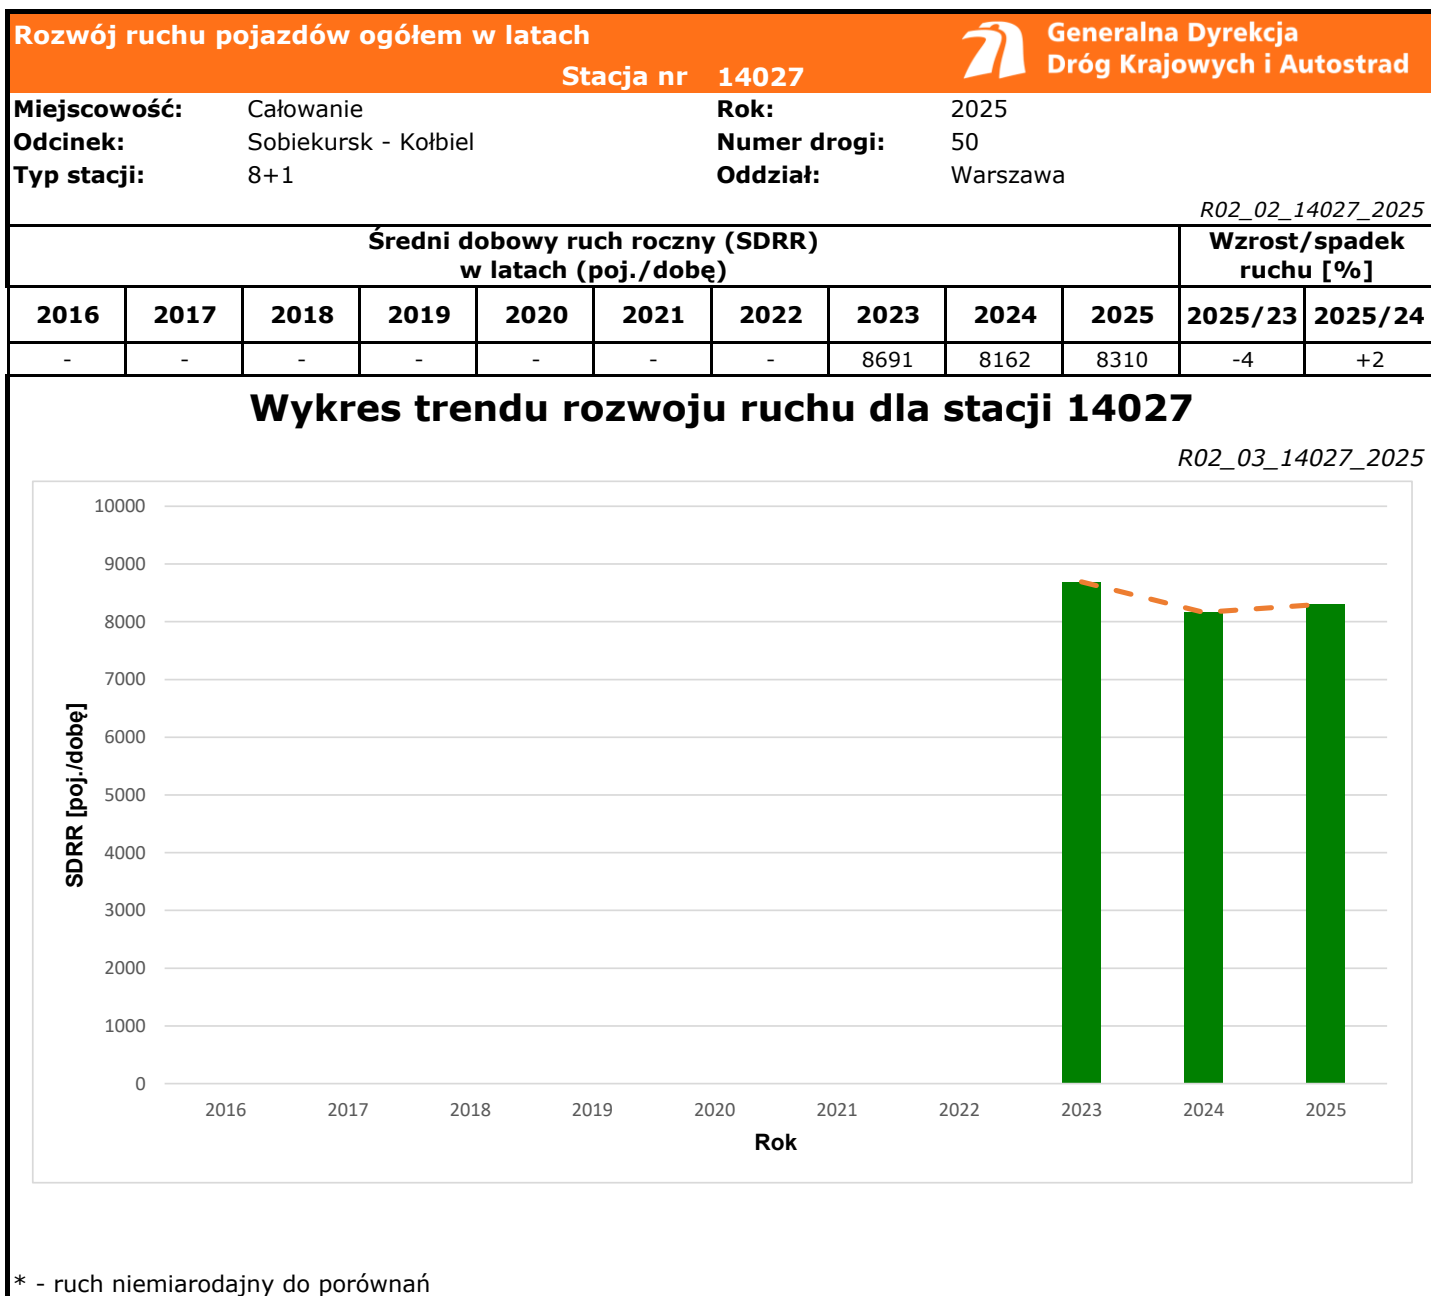 Rozwój ruchu pojazdów ogółem w latach
Generalna Dyrekcja
Dróg Krajowych i Autostrad
Stacja nr 14027
Miejscowość: Całowanie Rok: 2025
Odcinek: Sobiekursk - Kołbiel Numer drogi: 50
Typ stacji: 8+1 Oddział: Warszawa
R02_02_14027_2025
Średni dobowy ruch roczny (SDRR)
w latach (poj./dobę)
Wzrost/spadek
ruchu [%]
2016 2017 2018 2019 2020 2021 2022 2023 2024 2025 2025/23 2025/24
- - - - - - - 8691 8162 8310 -4 +2
Wykres trendu rozwoju ruchu dla stacji 14027
R02_03_14027_2025
10000
9000
8000
7000
6000
5000
4000
3000
2000
1000
0
SDRR [poj./dobę]
2016 2017 2018 2019 2020 2021 2022 2023 2024 2025
Rok
* - ruch niemiarodajny do porównań